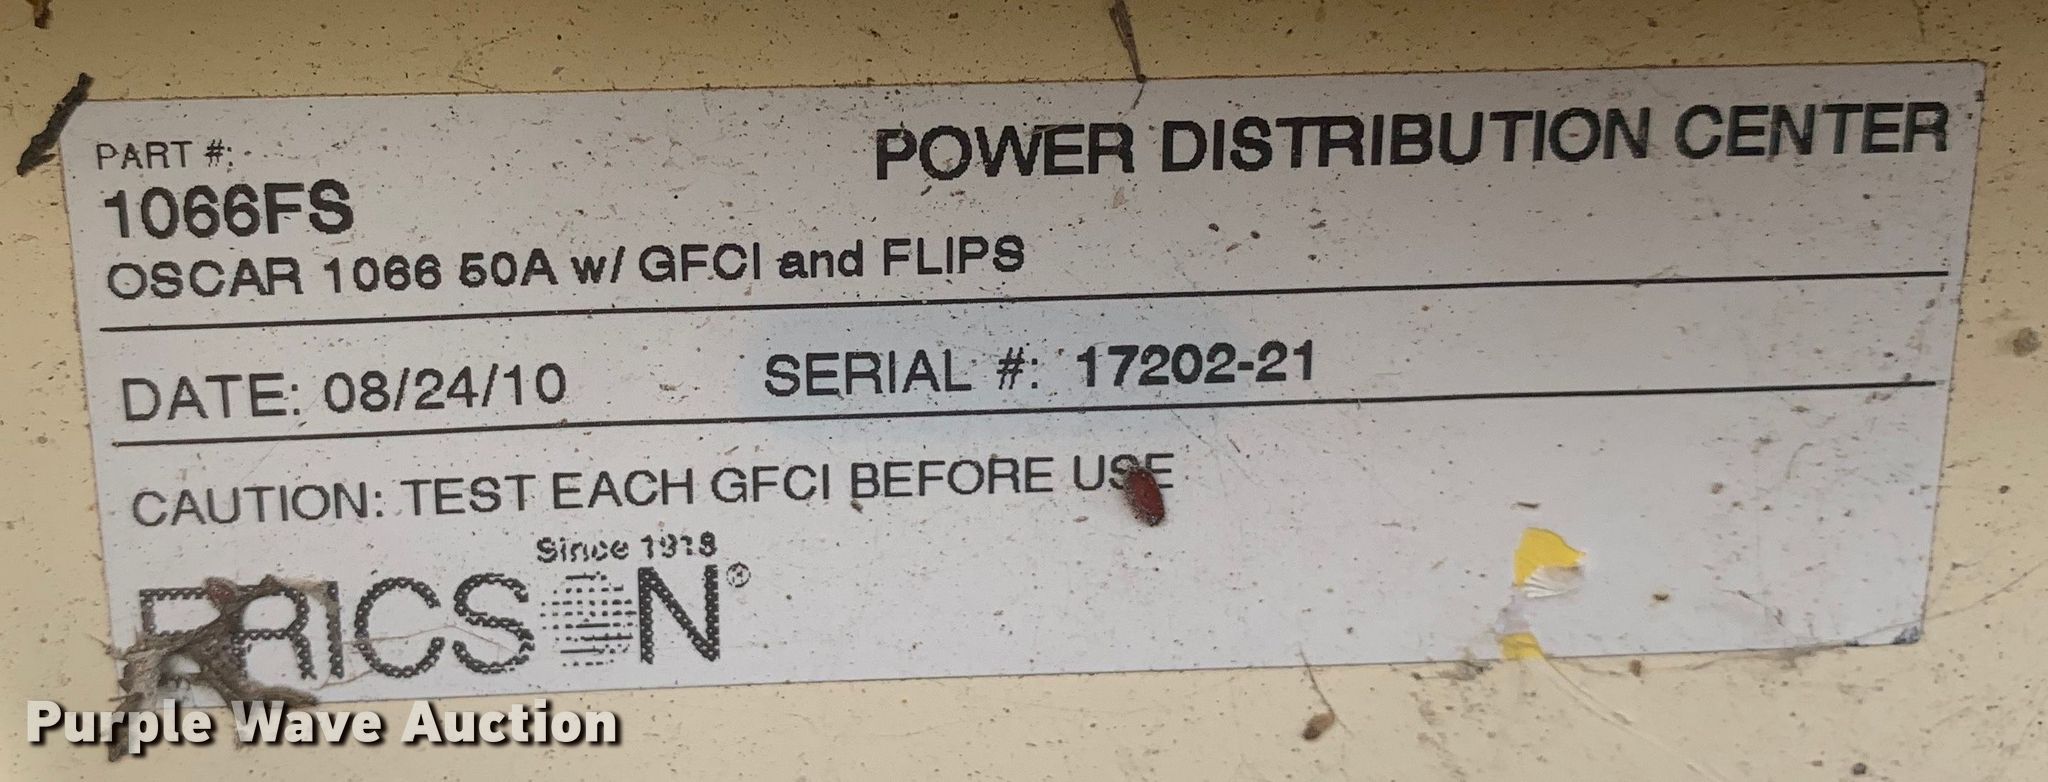 PART #:
POWER DISTRIBUTION CENTER
1066FS
OSCAR 1066 50A w/ GFCI and FLIPS
DATE: 08/24/10 SERIAL #: 17202-21
CAUTION: TEST EACH GFCI BEFORE USE
Since 1918
ERICSON®
Purple Wave Auction